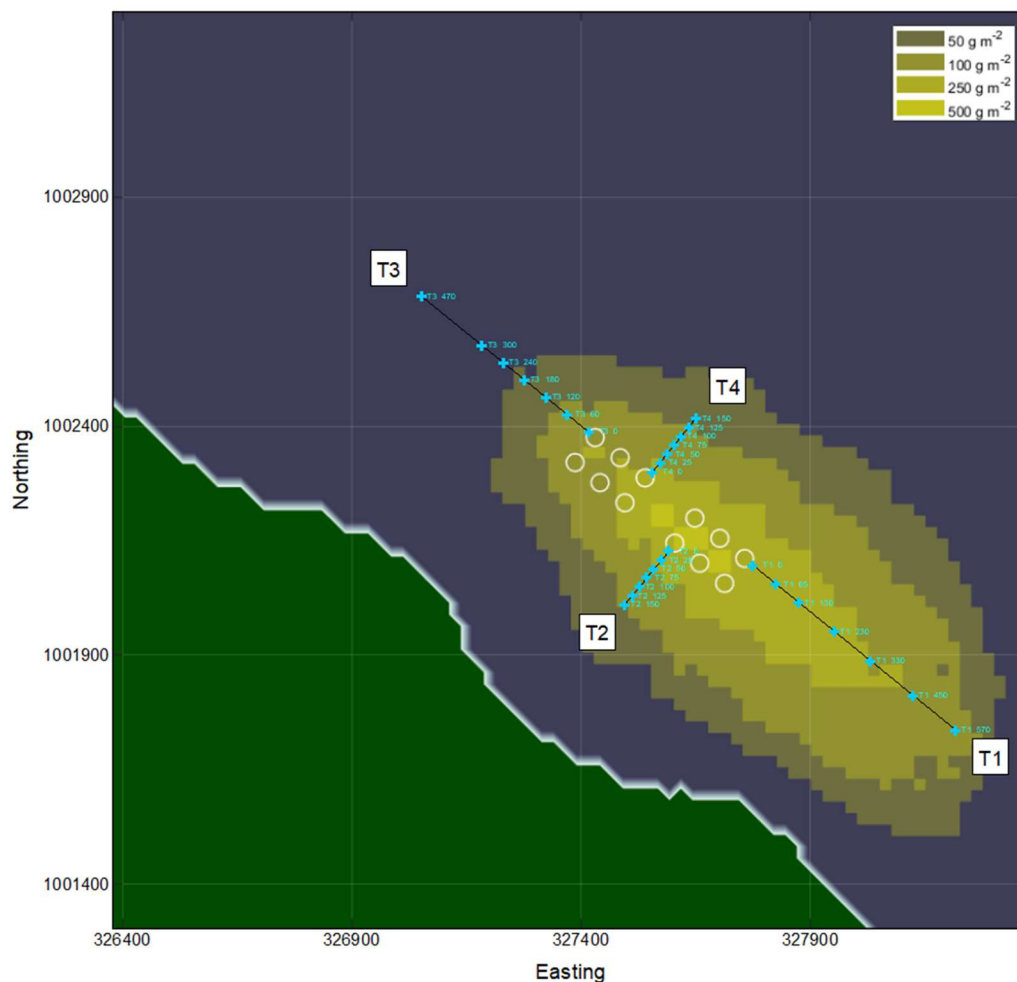 50 g m-2
100 g m-2
250 g m-2
500 g m-2
1002900
T3
T3 470
T3 300
T3 240
T3 180
T3 120
T3 60
T3 0
T4
T4 150
T4 125
T4 100
T4 75
T4 50
T4 25
T4 0
1002400
Northing
T2 50
T2 75
T2 100
T2 125
T2 150
T2
T1 0
T1 130
T1 230
T1 330
T1 450
T1 570
T1
1001900
1001400
326400
326900
327400
327900
Easting